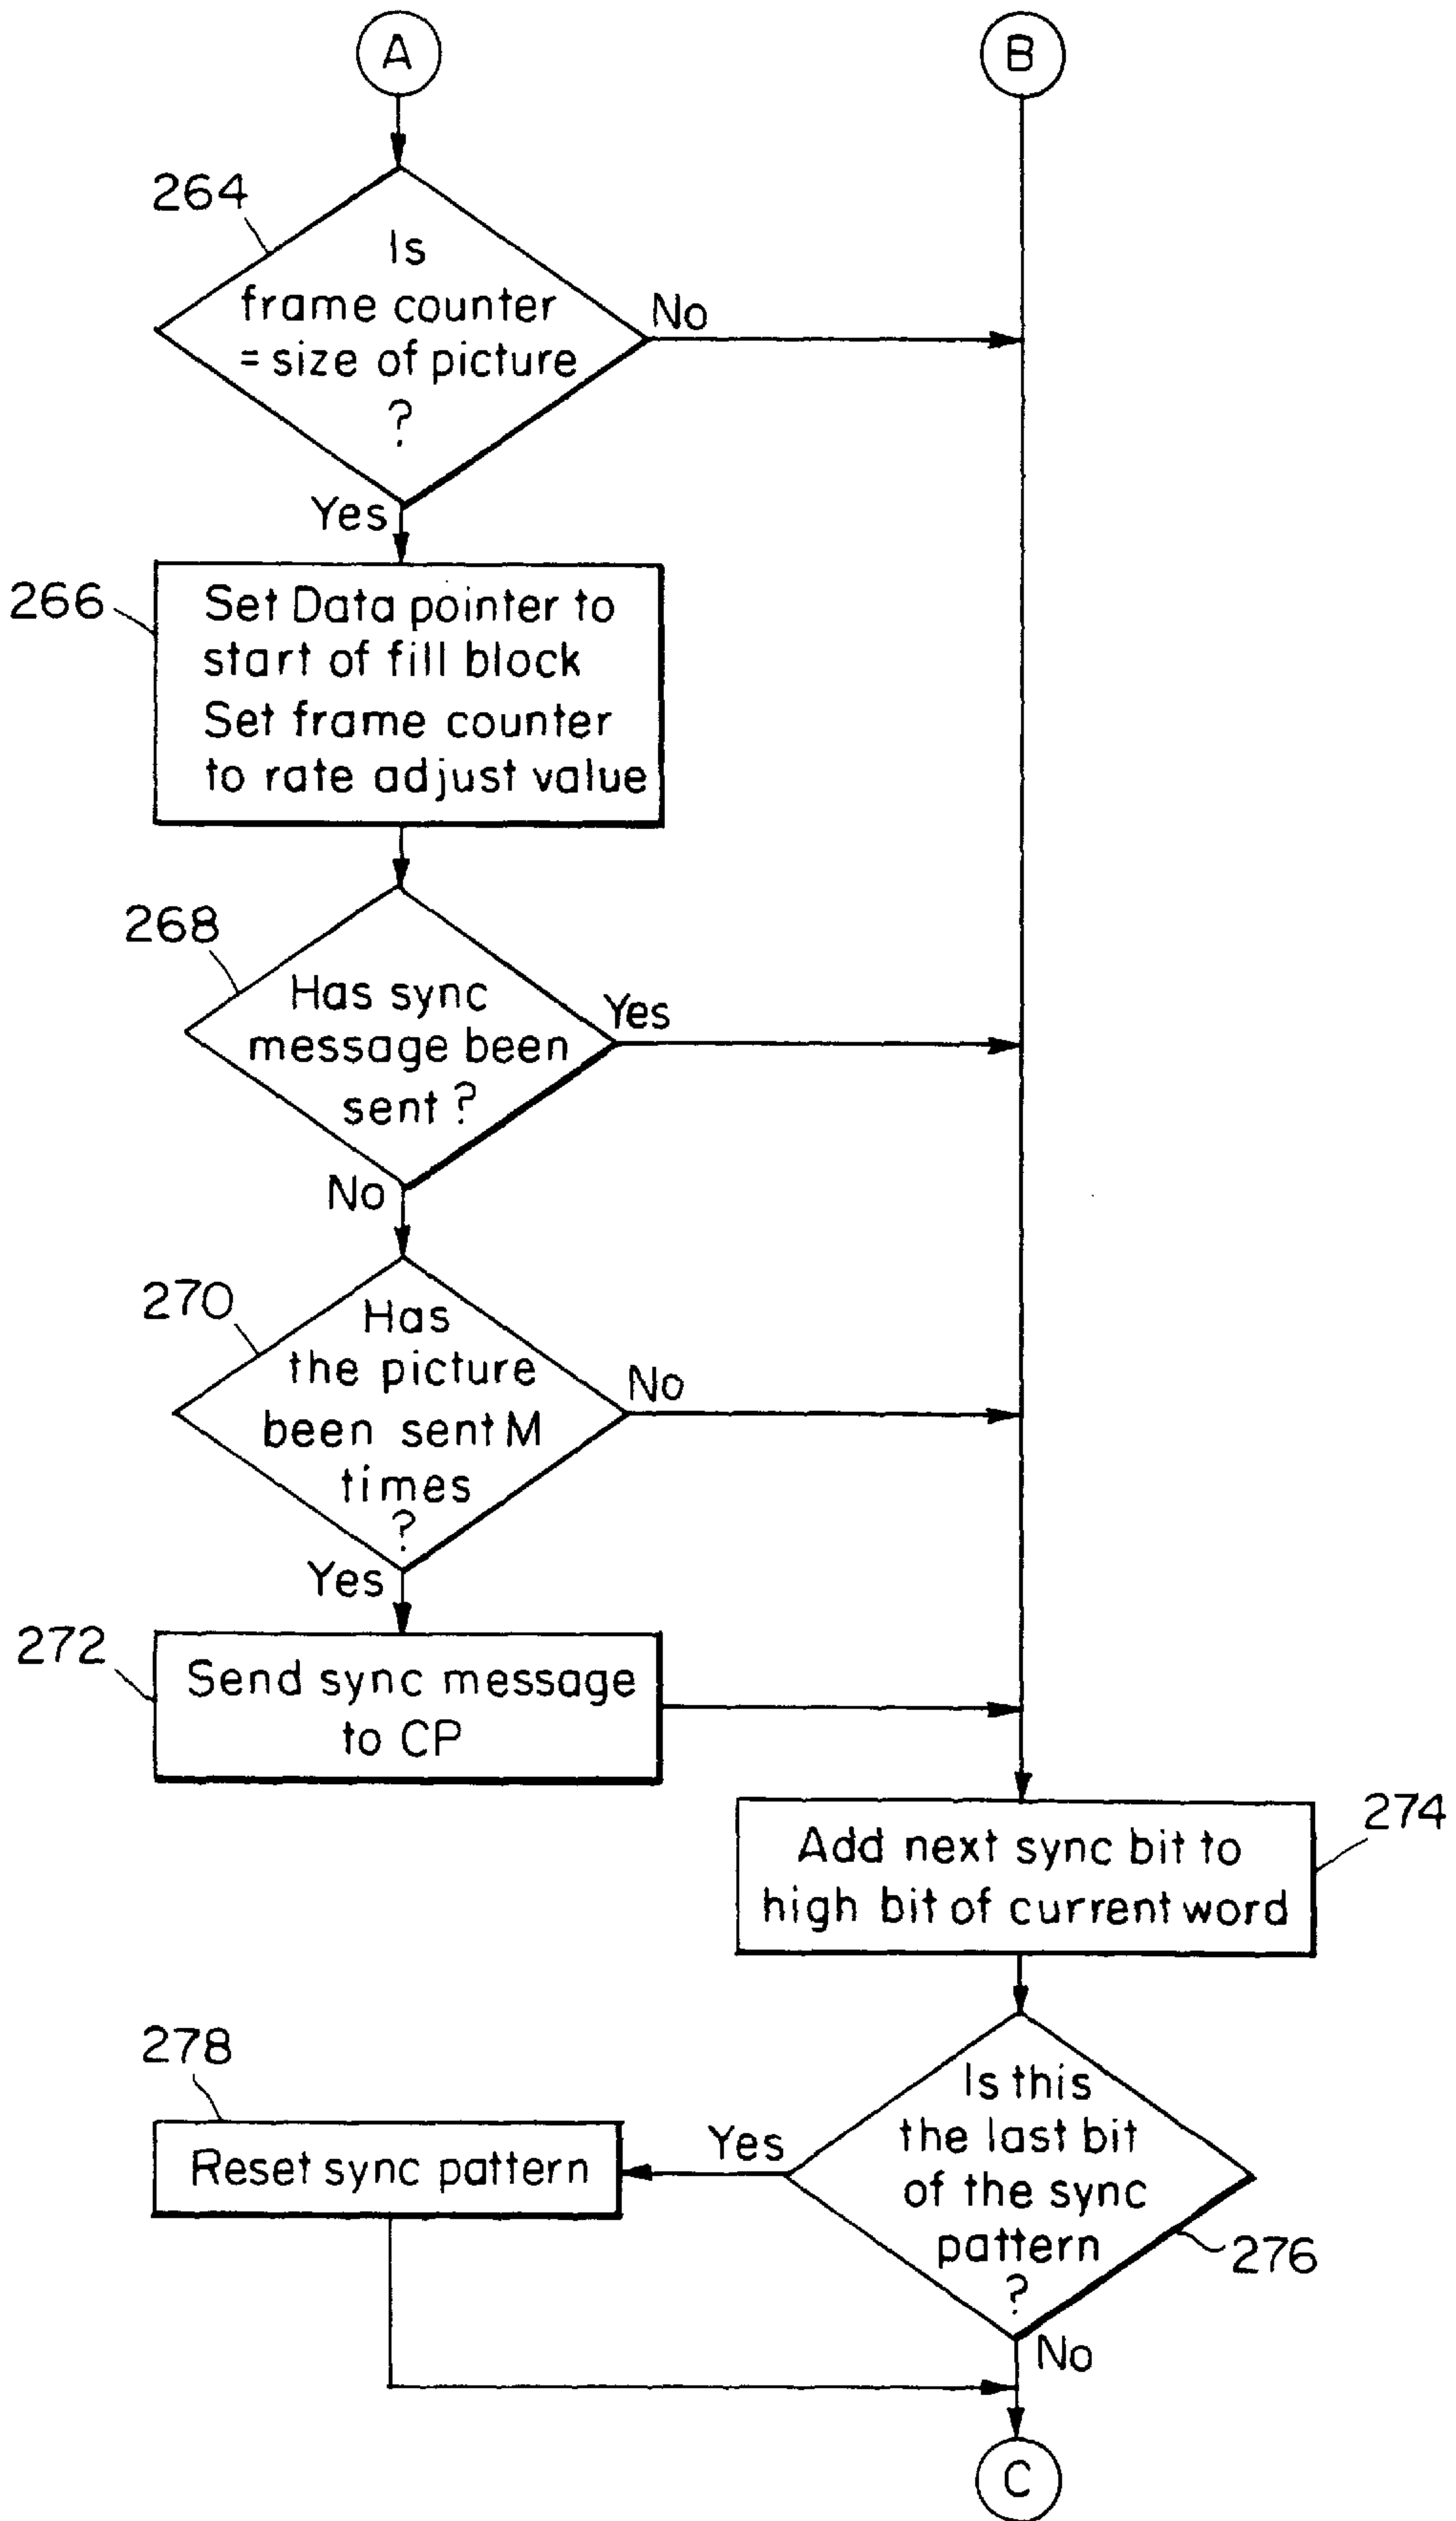 A
B
264
Is
frame counter
= size of picture
?
No
Yes
266
Set Data pointer to
start of fill block
Set frame counter
to rate adjust value
268
Has sync
message been
sent ?
Yes
No
270
Has
the picture
been sent M
times
?
No
Yes
272
Send sync message
to CP
274
Add next sync bit to
high bit of current word
278
Reset sync pattern
Yes
Is this
the last bit
of the sync
pattern
?
276
No
C